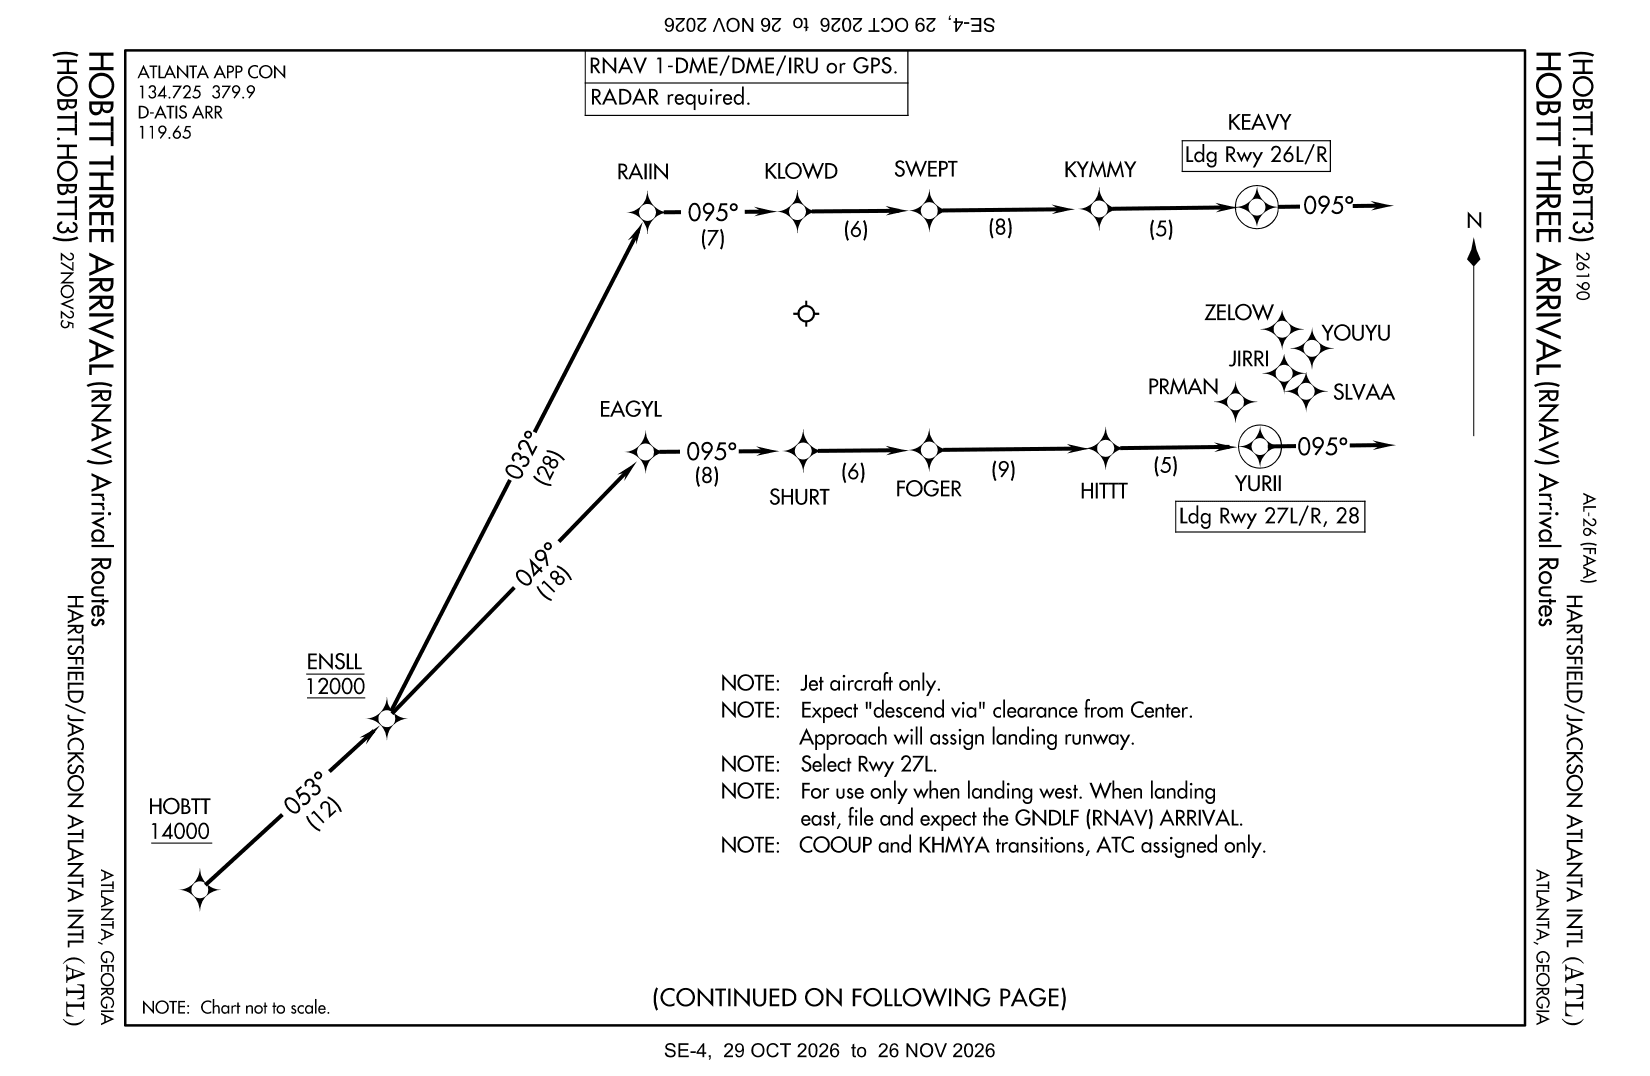 SE-4, 29 OCT 2026 to 26 NOV 2026
(HOBTT.HOBTT3) 27NOV25
HOBTT THREE ARRIVAL (RNAV) Arrival Routes
HARTSFIELD/JACKSON ATLANTA INTL (ATL)
ATLANTA, GEORGIA
ATLANTA APP CON
134.725 379.9
D-ATIS ARR
119.65
RNAV 1-DME/DME/IRU or GPS.
RADAR required.
KEAVY
Ldg Rwy 26L/R
RAIIN
KLOWD
SWEPT
KYMMY
095°
(7)
(6)
(8)
(5)
095°
N
ZELOW
YOUYU
JIRRI
PRMAN
SLVAA
EAGYL
032°
(28)
095°
(8)
(6)
(9)
(5)
095°
SHURT
FOGER
HITTT
YURII
Ldg Rwy 27L/R, 28
049°
(18)
ENSLL
12000
053°
(12)
HOBTT
14000
NOTE: Jet aircraft only.
NOTE: Expect "descend via" clearance from Center.
Approach will assign landing runway.
NOTE: Select Rwy 27L.
NOTE: For use only when landing west. When landing
east, file and expect the GNDLF (RNAV) ARRIVAL.
NOTE: COOUP and KHMYA transitions, ATC assigned only.
NOTE: Chart not to scale.
(CONTINUED ON FOLLOWING PAGE)
(HOBTT.HOBTT3) 26190
HOBTT THREE ARRIVAL (RNAV) Arrival Routes
AL-26 (FAA)
HARTSFIELD/JACKSON ATLANTA INTL (ATL)
ATLANTA, GEORGIA
SE-4, 29 OCT 2026 to 26 NOV 2026